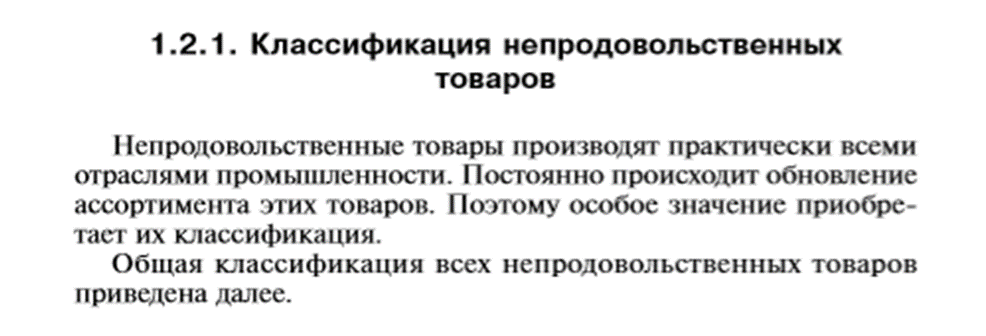 1.2.1. Классификация непродовольственных
товаров
Непродовольственные товары производят практически всеми
отраслями промышленности. Постоянно происходит обновление
ассортимента этих товаров. Поэтому особое значение приобре-
тает их классификация.
Общая классификация всех непродовольственных товаров
приведена далее.